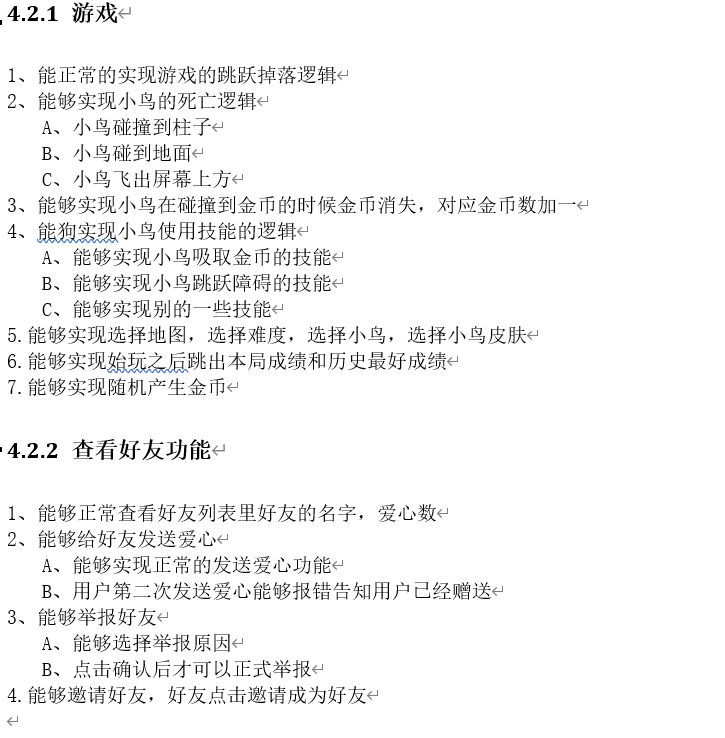 4.2.1 游戏
1、能正常的实现游戏的跳跃掉落逻辑
2、能够实现小鸟的死亡逻辑
A、小鸟碰撞到柱子
B、小鸟碰到地面
C、小鸟飞出屏幕上方
3、能够实现小鸟在碰撞到金币的时候金币消失，对应金币数加一
4、能狗实现小鸟使用技能的逻辑
A、能够实现小鸟吸取金币的技能
B、能够实现小鸟跳跃障碍的技能
C、能够实现别的一些技能
5.能够实现选择地图，选择难度，选择小鸟，选择小鸟皮肤
6.能够实现始玩之后跳出本局成绩和历史最好成绩
7.能够实现随机产生金币
4.2.2 查看好友功能
1、能够正常查看好友列表里好友的名字，爱心数
2、能够给好友发送爱心
A、能够实现正常的发送爱心功能
B、用户第二次发送爱心能够报错告知用户已经赠送
3、能够举报好友
A、能够选择举报原因
B、点击确认后才可以正式举报
4.能够邀请好友，好友点击邀请成为好友